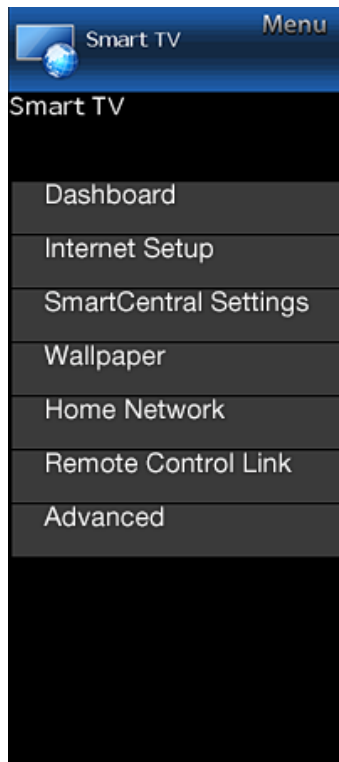 Smart TV
Menu
Smart TV
Dashboard
Internet Setup
SmartCentral Settings
Wallpaper
Home Network
Remote Control Link
Advanced